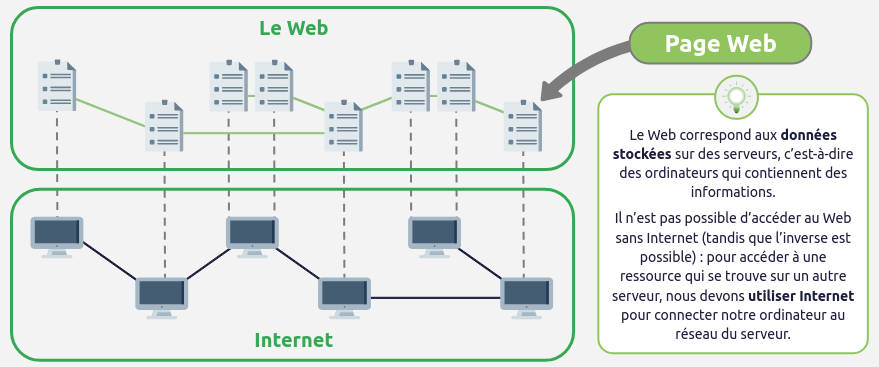 Le Web
Page Web
Le Web correspond aux données
stockées sur des serveurs, c'est-à-dire
des ordinateurs qui contiennent des
informations.
Il n'est pas possible d'accéder au Web
sans Internet (tandis que l'inverse est
possible) : pour accéder à une
ressource qui se trouve sur un autre
serveur, nous devons utiliser Internet
pour connecter notre ordinateur au
réseau du serveur.
Internet